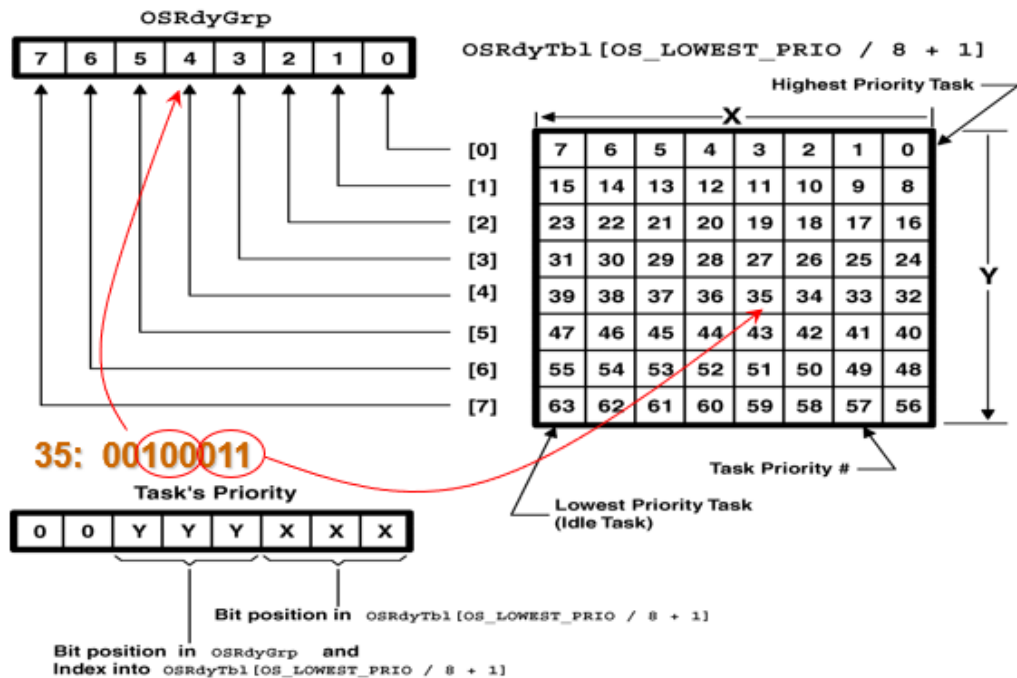 OSRdyGrp
7 6 5 4 3 2 1 0
OSRdyTbl[OS_LOWEST_PRIO / 8 + 1]
Highest Priority Task
X
[0] 7 6 5 4 3 2 1 0
[1] 15 14 13 12 11 10 9 8
[2] 23 22 21 20 19 18 17 16
[3] 31 30 29 28 27 26 25 24
Y
[4] 39 38 37 36 35 34 33 32
[5] 47 46 45 44 43 42 41 40
[6] 55 54 53 52 51 50 49 48
[7] 63 62 61 60 59 58 57 56
35: 00100011
Task Priority #
Task's Priority
Lowest Priority Task
(Idle Task)
0 0 Y Y Y X X X
Bit position in OSRdyTbl[OS_LOWEST_PRIO / 8 + 1]
Bit position in OSRdyGrp and
Index into OSRdyTbl[OS_LOWEST_PRIO / 8 + 1]